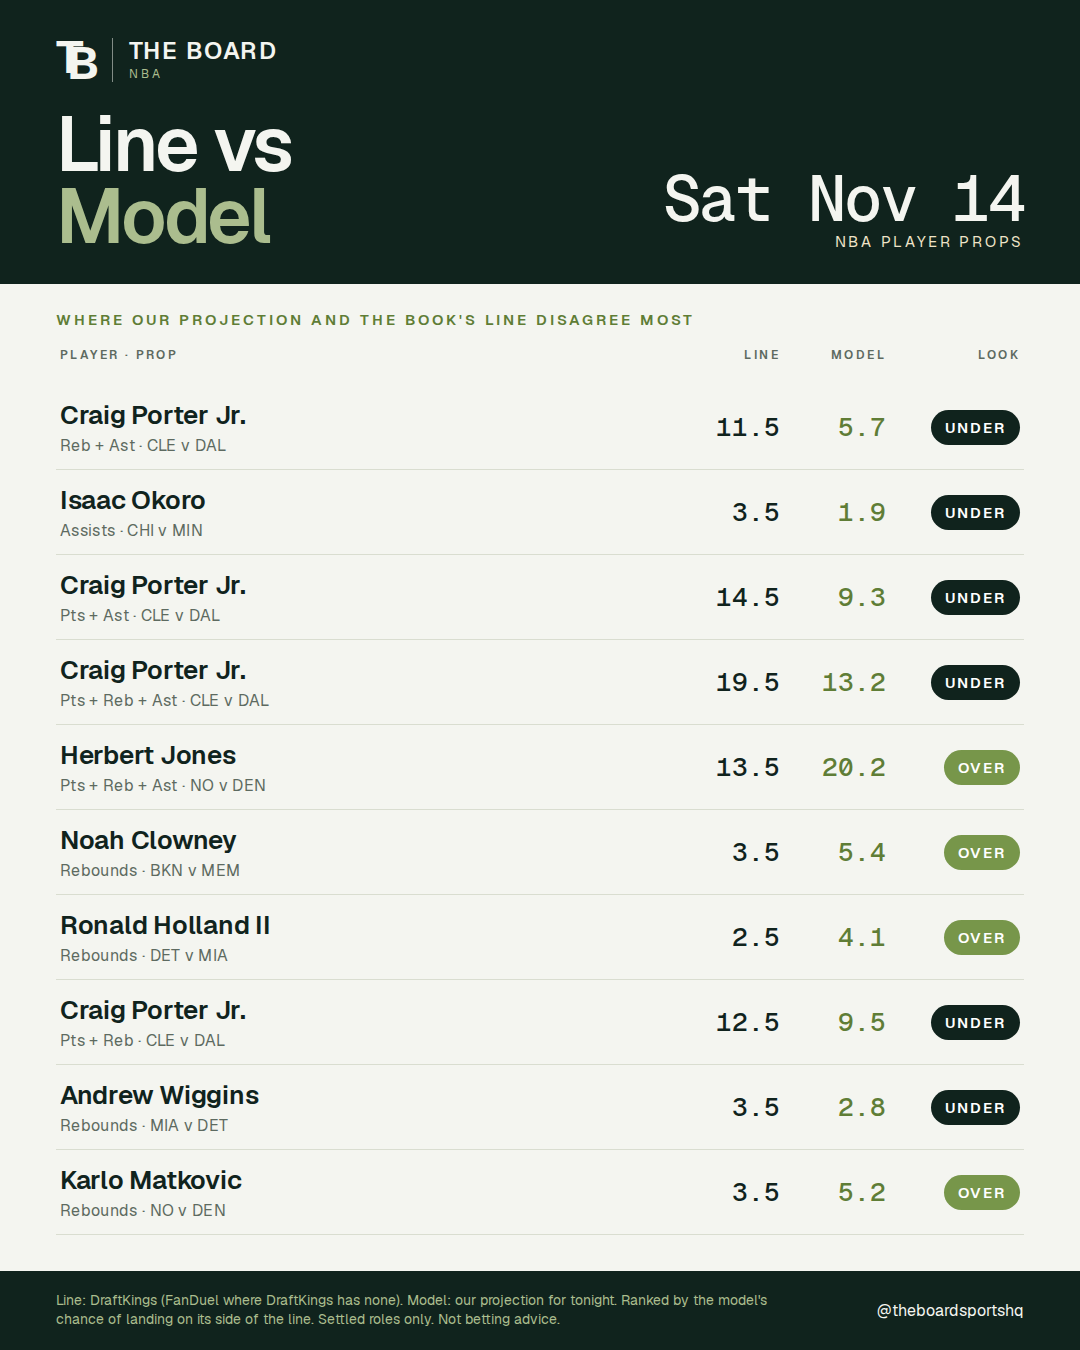 TB
THE BOARD
NBA
Line vs
Model
Sat Nov 14
NBA PLAYER PROPS
WHERE OUR PROJECTION AND THE BOOK'S LINE DISAGREE MOST
PLAYER · PROP LINE MODEL LOOK
Craig Porter Jr.
Reb + Ast · CLE v DAL
11.5 5.7 UNDER
Isaac Okoro
Assists · CHI v MIN
3.5 1.9 UNDER
Craig Porter Jr.
Pts + Ast · CLE v DAL
14.5 9.3 UNDER
Craig Porter Jr.
Pts + Reb + Ast · CLE v DAL
19.5 13.2 UNDER
Herbert Jones
Pts + Reb + Ast · NO v DEN
13.5 20.2 OVER
Noah Clowney
Rebounds · BKN v MEM
3.5 5.4 OVER
Ronald Holland II
Rebounds · DET v MIA
2.5 4.1 OVER
Craig Porter Jr.
Pts + Reb · CLE v DAL
12.5 9.5 UNDER
Andrew Wiggins
Rebounds · MIA v DET
3.5 2.8 UNDER
Karlo Matkovic
Rebounds · NO v DEN
3.5 5.2 OVER
Line: DraftKings (FanDuel where DraftKings has none). Model: our projection for tonight. Ranked by the model's
chance of landing on its side of the line. Settled roles only. Not betting advice.
@theboardsportshq